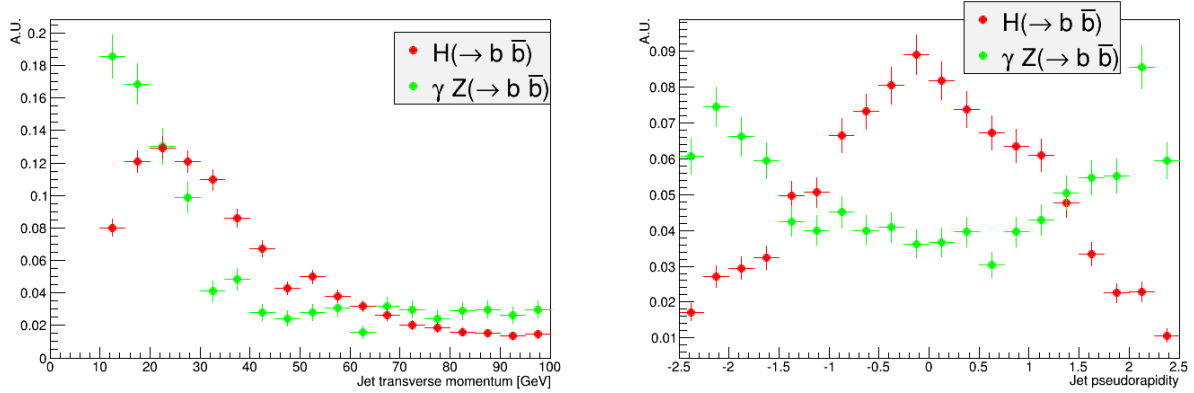 A.U.
0.2
0.18
0.16
0.14
0.12
0.1
0.08
0.06
0.04
0.02
0
H(→ b b̅)
γ Z(→ b b̅)
10 20 30 40 50 60 70 80 90 100
Jet transverse momentum [GeV]
A.U.
0.09
0.08
0.07
0.06
0.05
0.04
0.03
0.02
0.01
H(→ b b̅)
γ Z(→ b b̅)
-2.5 -2 -1.5 -1 -0.5 0 0.5 1 1.5 2 2.5
Jet pseudorapidity